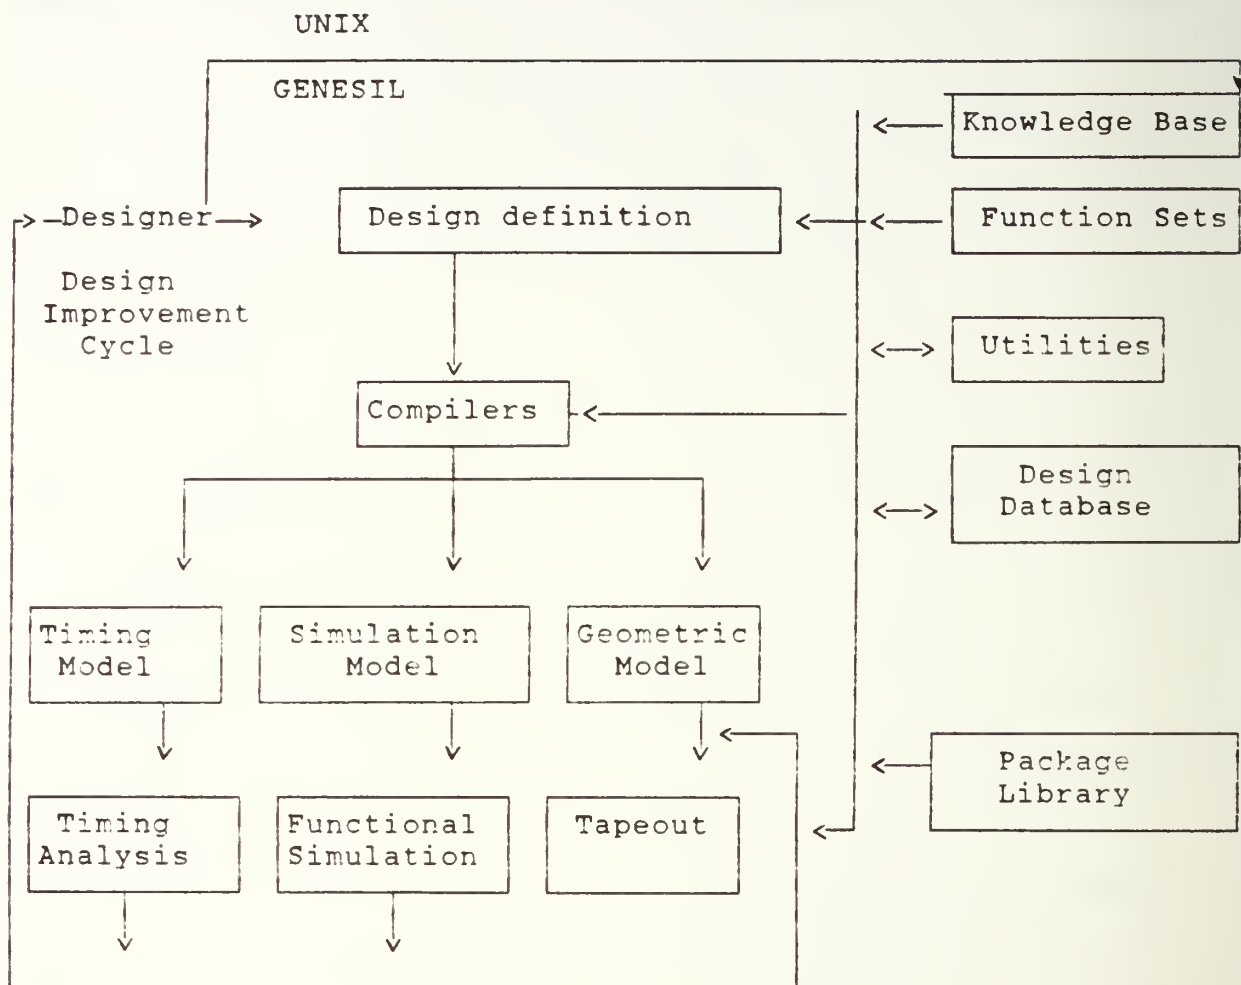 UNIX
GENESIL
Knowledge Base
Designer
Design definition
Function Sets
Design
Improvement
Cycle
Utilities
Compilers
Design
Database
Timing
Model
Simulation
Model
Geometric
Model
Package
Library
Timing
Analysis
Functional
Simulation
Tapeout